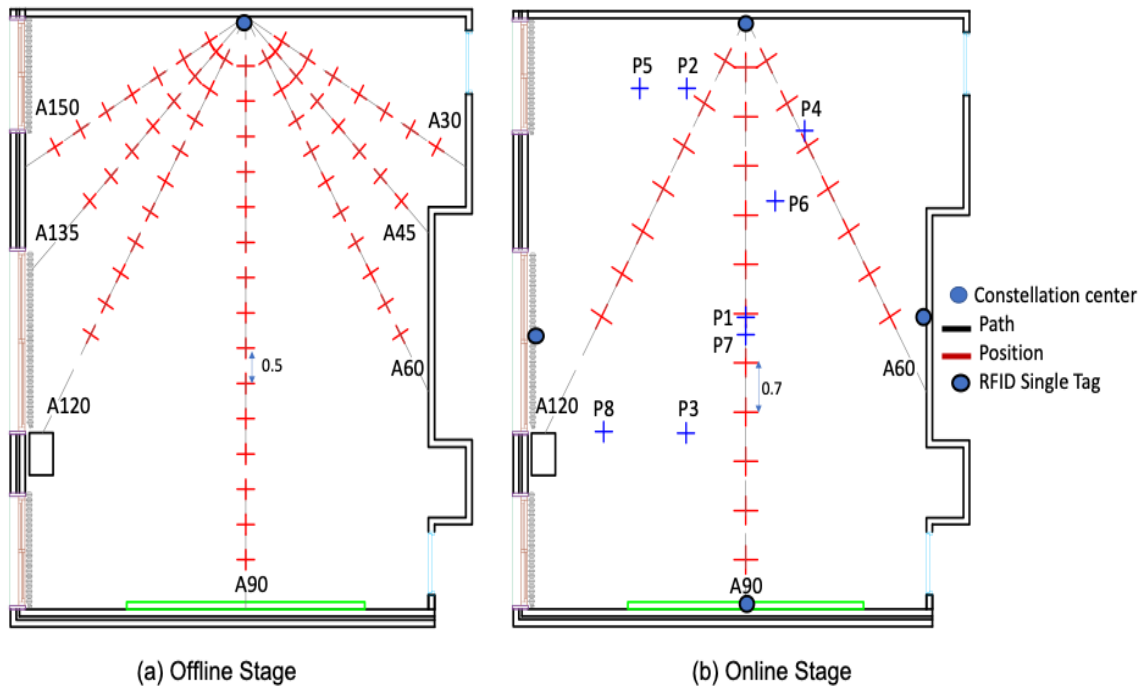 A150
A30
A135
A45
A120
A60
0.5
A90
(a) Offline Stage
P5
P2
P4
P6
P1
P7
0.7
A120
A60
P8
P3
A90
(b) Online Stage
Constellation center
Path
Position
RFID Single Tag